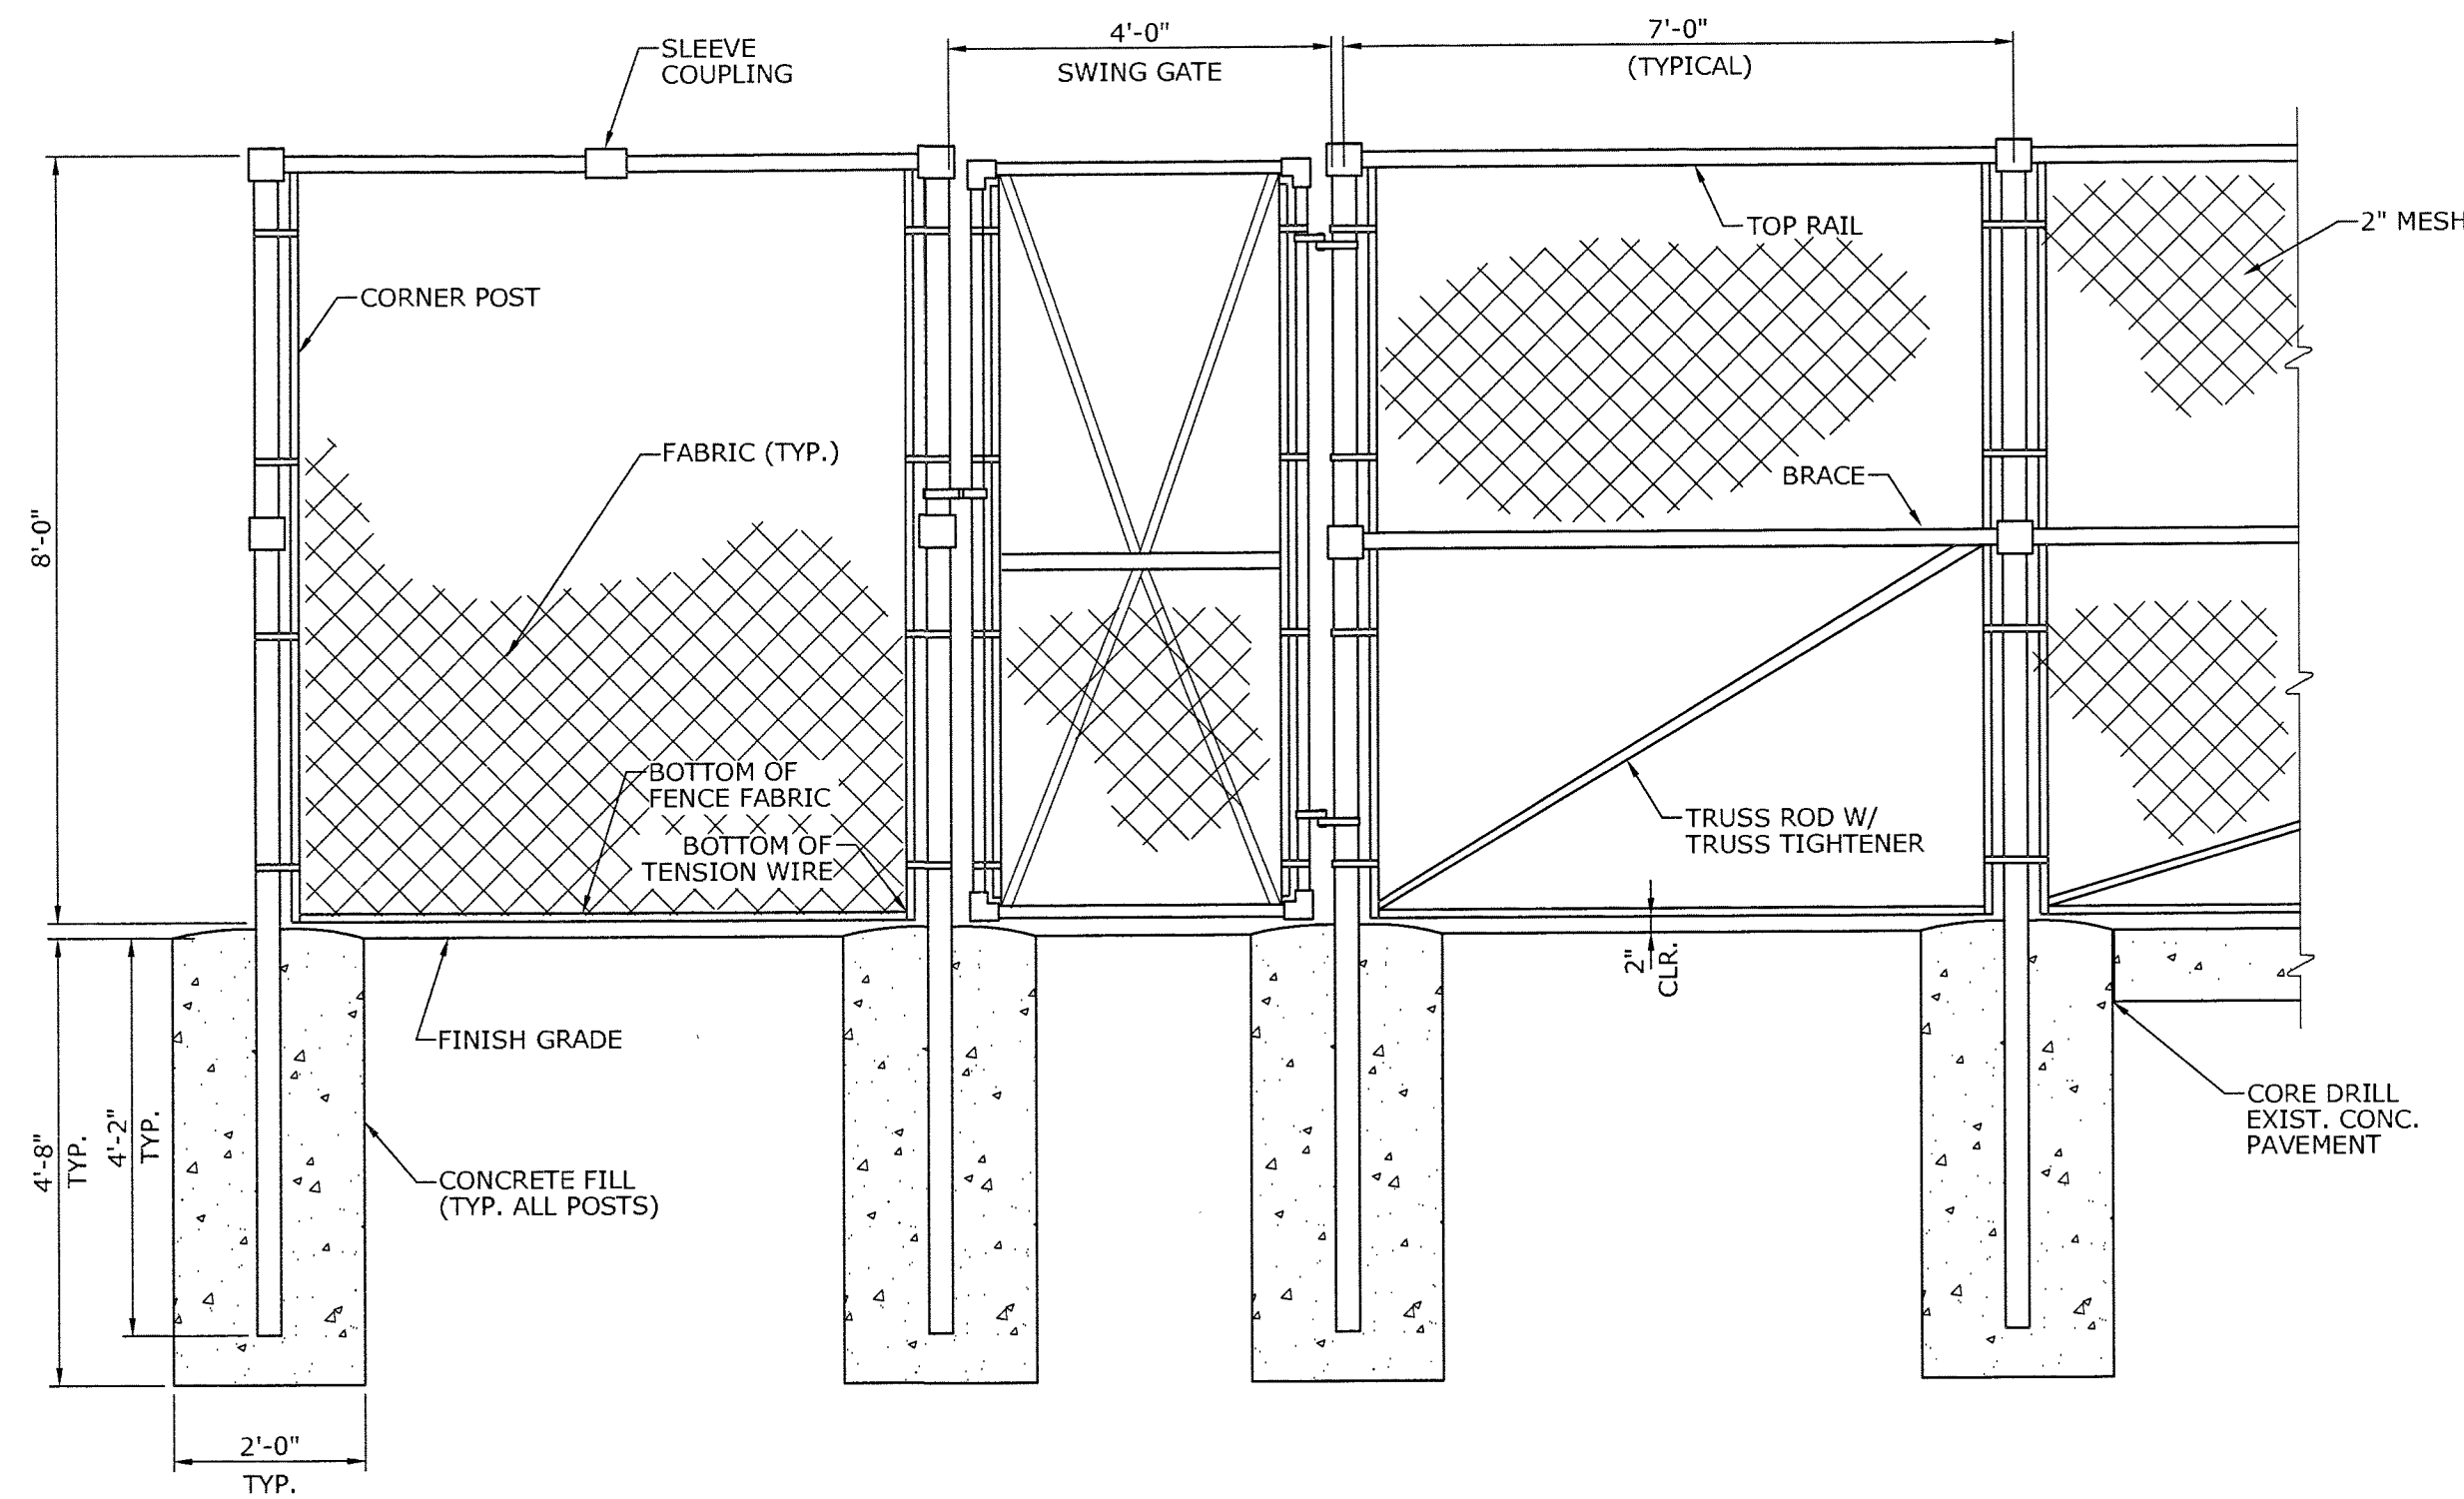 SLEEVE
COUPLING
4'-0"
SWING GATE
7'-0"
(TYPICAL)
TOP RAIL
2" MESH
CORNER POST
FABRIC (TYP.)
BRACE
8'-0"
BOTTOM OF
FENCE FABRIC
BOTTOM OF
TENSION WIRE
TRUSS ROD W/
TRUSS TIGHTENER
2"
CLR.
FINISH GRADE
4'-8"
TYP.
4'-2"
TYP.
CONCRETE FILL
(TYP. ALL POSTS)
CORE DRILL
EXIST. CONC.
PAVEMENT
2'-0"
TYP.